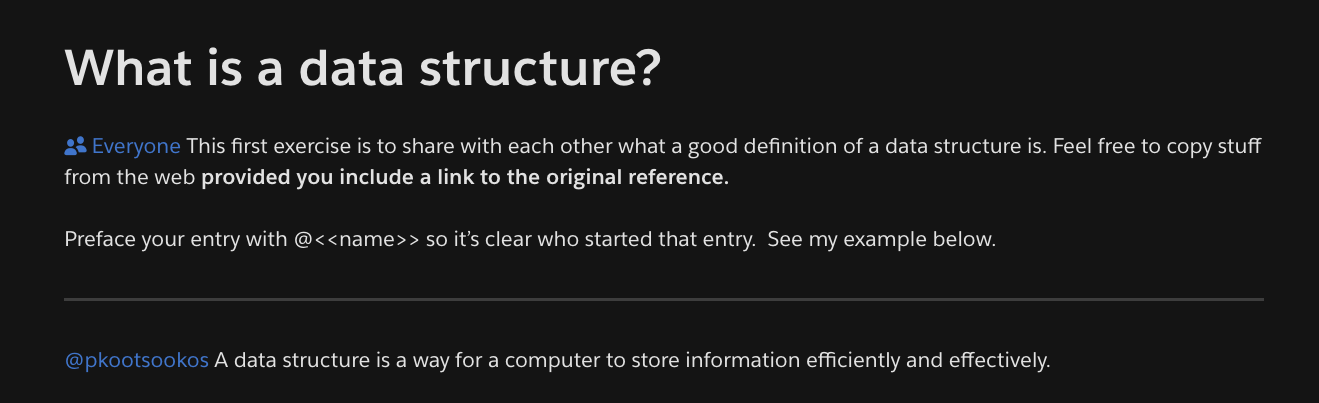 What is a data structure?
Everyone This first exercise is to share with each other what a good definition of a data structure is. Feel free to copy stuff
from the web provided you include a link to the original reference.
Preface your entry with @<<name>> so it’s clear who started that entry.  See my example below.
@pkootsookos A data structure is a way for a computer to store information efficiently and effectively.